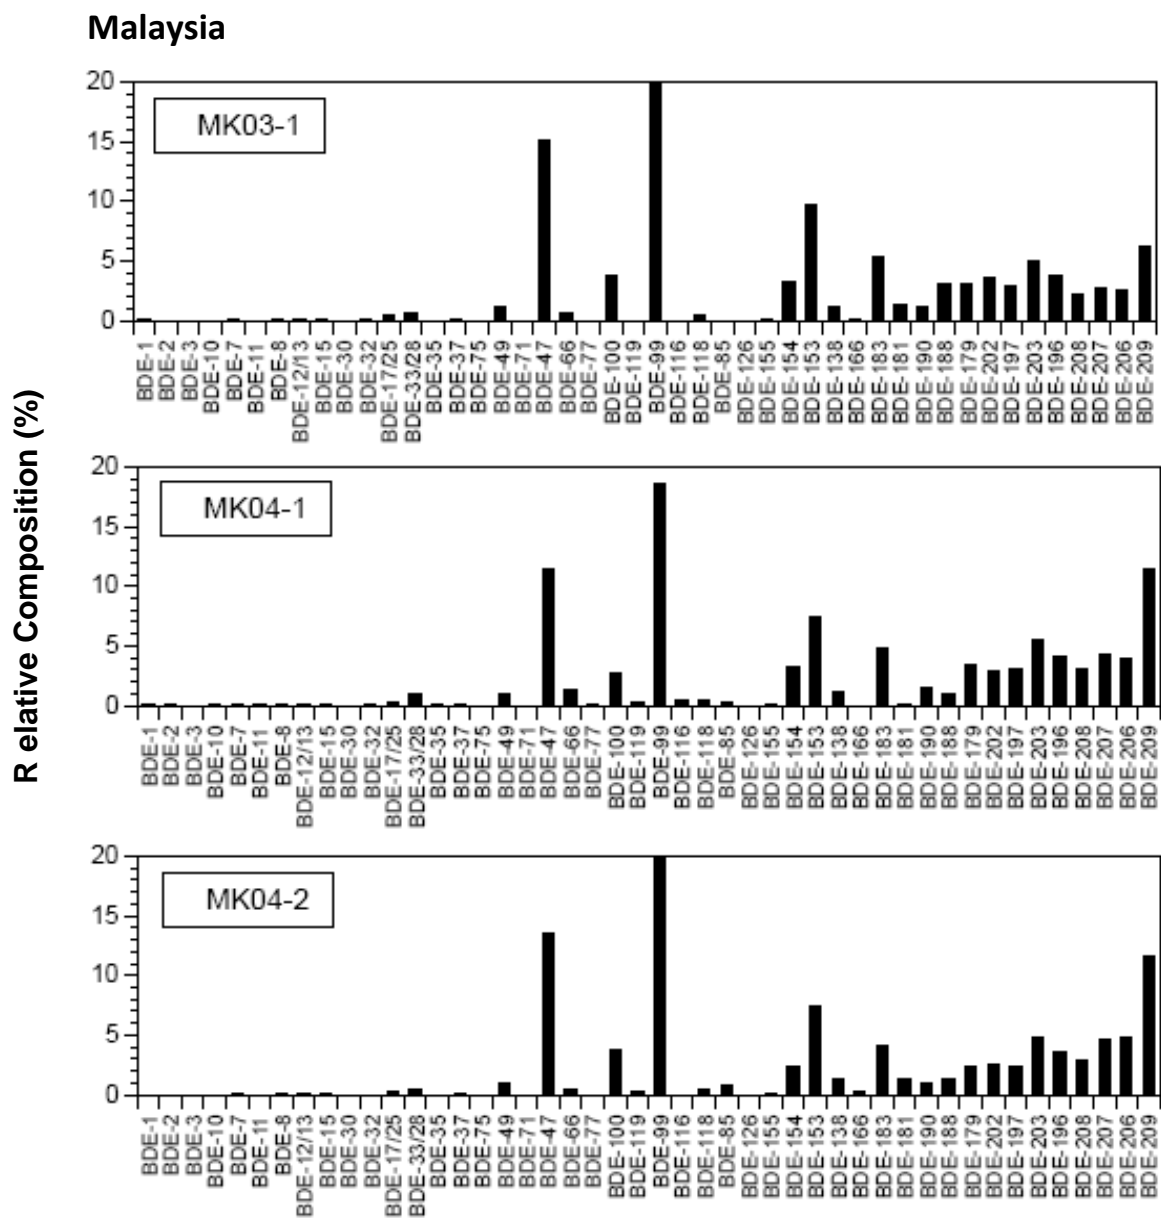 Malaysia
R elative Composition (%)
MK03-1
20
15
10
5
0
BDE-1
BDE-2
BDE-3
BDE-10
BDE-7
BDE-11
BDE-8
BDE-12/13
BDE-15
BDE-30
BDE-32
BDE-17/25
BDE-33/28
BDE-35
BDE-37
BDE-75
BDE-49
BDE-71
BDE-47
BDE-66
BDE-77
BDE-100
BDE-119
BDE-99
BDE-116
BDE-118
BDE-85
BDE-126
BDE-155
BDE-154
BDE-153
BDE-138
BDE-166
BDE-183
BDE-181
BDE-190
BDE-188
BDE-179
BDE-202
BDE-197
BDE-203
BDE-196
BDE-208
BDE-207
BDE-206
BDE-209
MK04-1
20
15
10
5
0
BDE-1
BDE-2
BDE-3
BDE-10
BDE-7
BDE-11
BDE-8
BDE-12/13
BDE-15
BDE-30
BDE-32
BDE-17/25
BDE-33/28
BDE-35
BDE-37
BDE-75
BDE-49
BDE-71
BDE-47
BDE-66
BDE-77
BDE-100
BDE-119
BDE-99
BDE-116
BDE-118
BDE-85
BDE-126
BDE-155
BDE-154
BDE-153
BDE-138
BDE-166
BDE-183
BDE-181
BDE-190
BDE-188
BDE-179
BDE-202
BDE-197
BDE-203
BDE-196
BDE-208
BDE-207
BDE-206
BDE-209
MK04-2
20
15
10
5
0
BDE-1
BDE-2
BDE-3
BDE-10
BDE-7
BDE-11
BDE-8
BDE-12/13
BDE-15
BDE-30
BDE-32
BDE-17/25
BDE-33/28
BDE-35
BDE-37
BDE-75
BDE-49
BDE-71
BDE-47
BDE-66
BDE-77
BDE-100
BDE-119
BDE-99
BDE-116
BDE-118
BDE-85
BDE-126
BDE-155
BDE-154
BDE-153
BDE-138
BDE-166
BDE-183
BDE-181
BDE-190
BDE-188
BDE-179
BDE-202
BDE-197
BDE-203
BDE-196
BDE-208
BDE-207
BDE-206
BDE-209